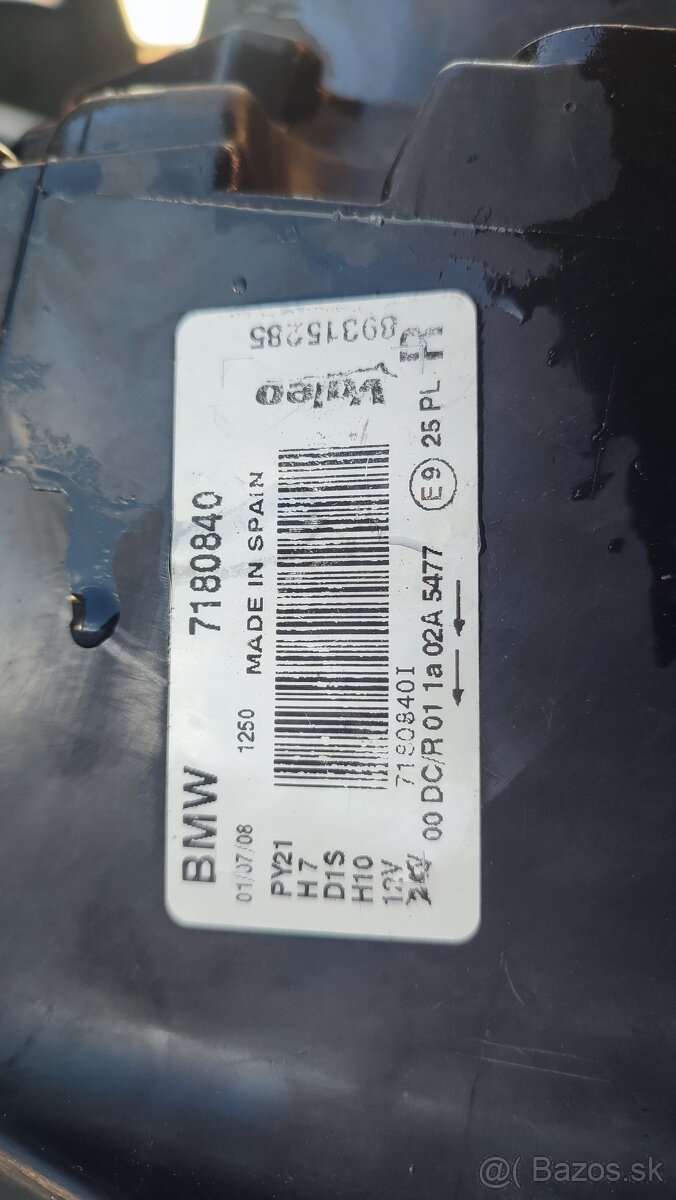 BMW 7180840
01/07/08 1250 MADE IN SPAIN
Valeo
89315285
PY21
H7
D1S
H10
12V
7180840I
R
00 DC/R 01 1a 02A 5477 E9 25 PL
@( Bazos.sk